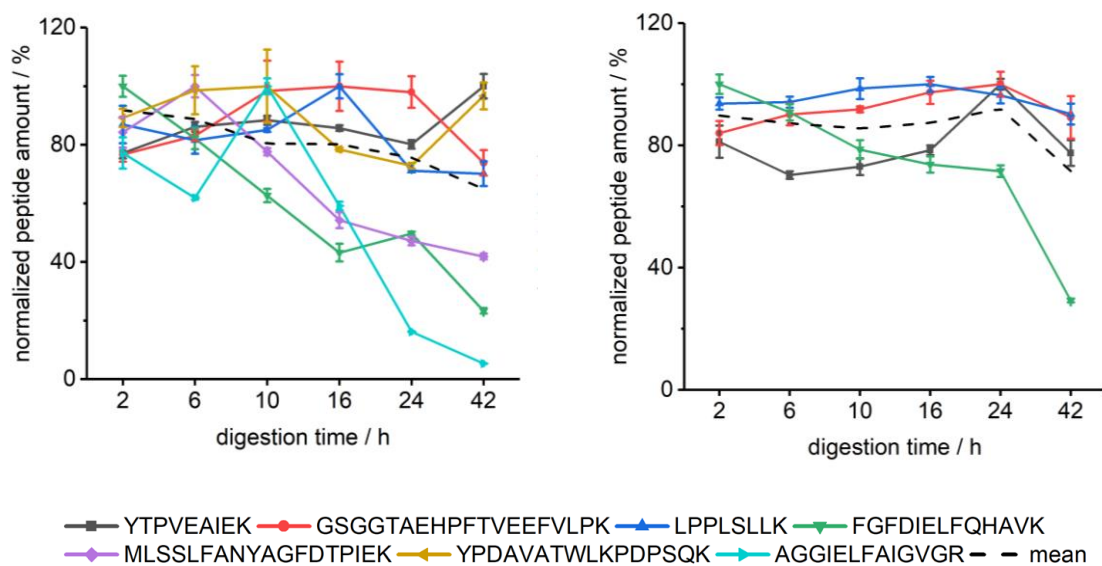 120
80
40
0
normalized peptide amount / %
2 6 10 16 24 42
digestion time / h
120
80
40
0
normalized peptide amount / %
2 6 10 16 24 42
digestion time / h
YTPVEAIEK GSGGTAEHPFTVEEFVLPK LPPLSLLK FGFDIELFQHAVK
MLSSLFANYAGFDTPIEK YPDAVATWLKPDPSQK AGGIELFAIGVGR mean